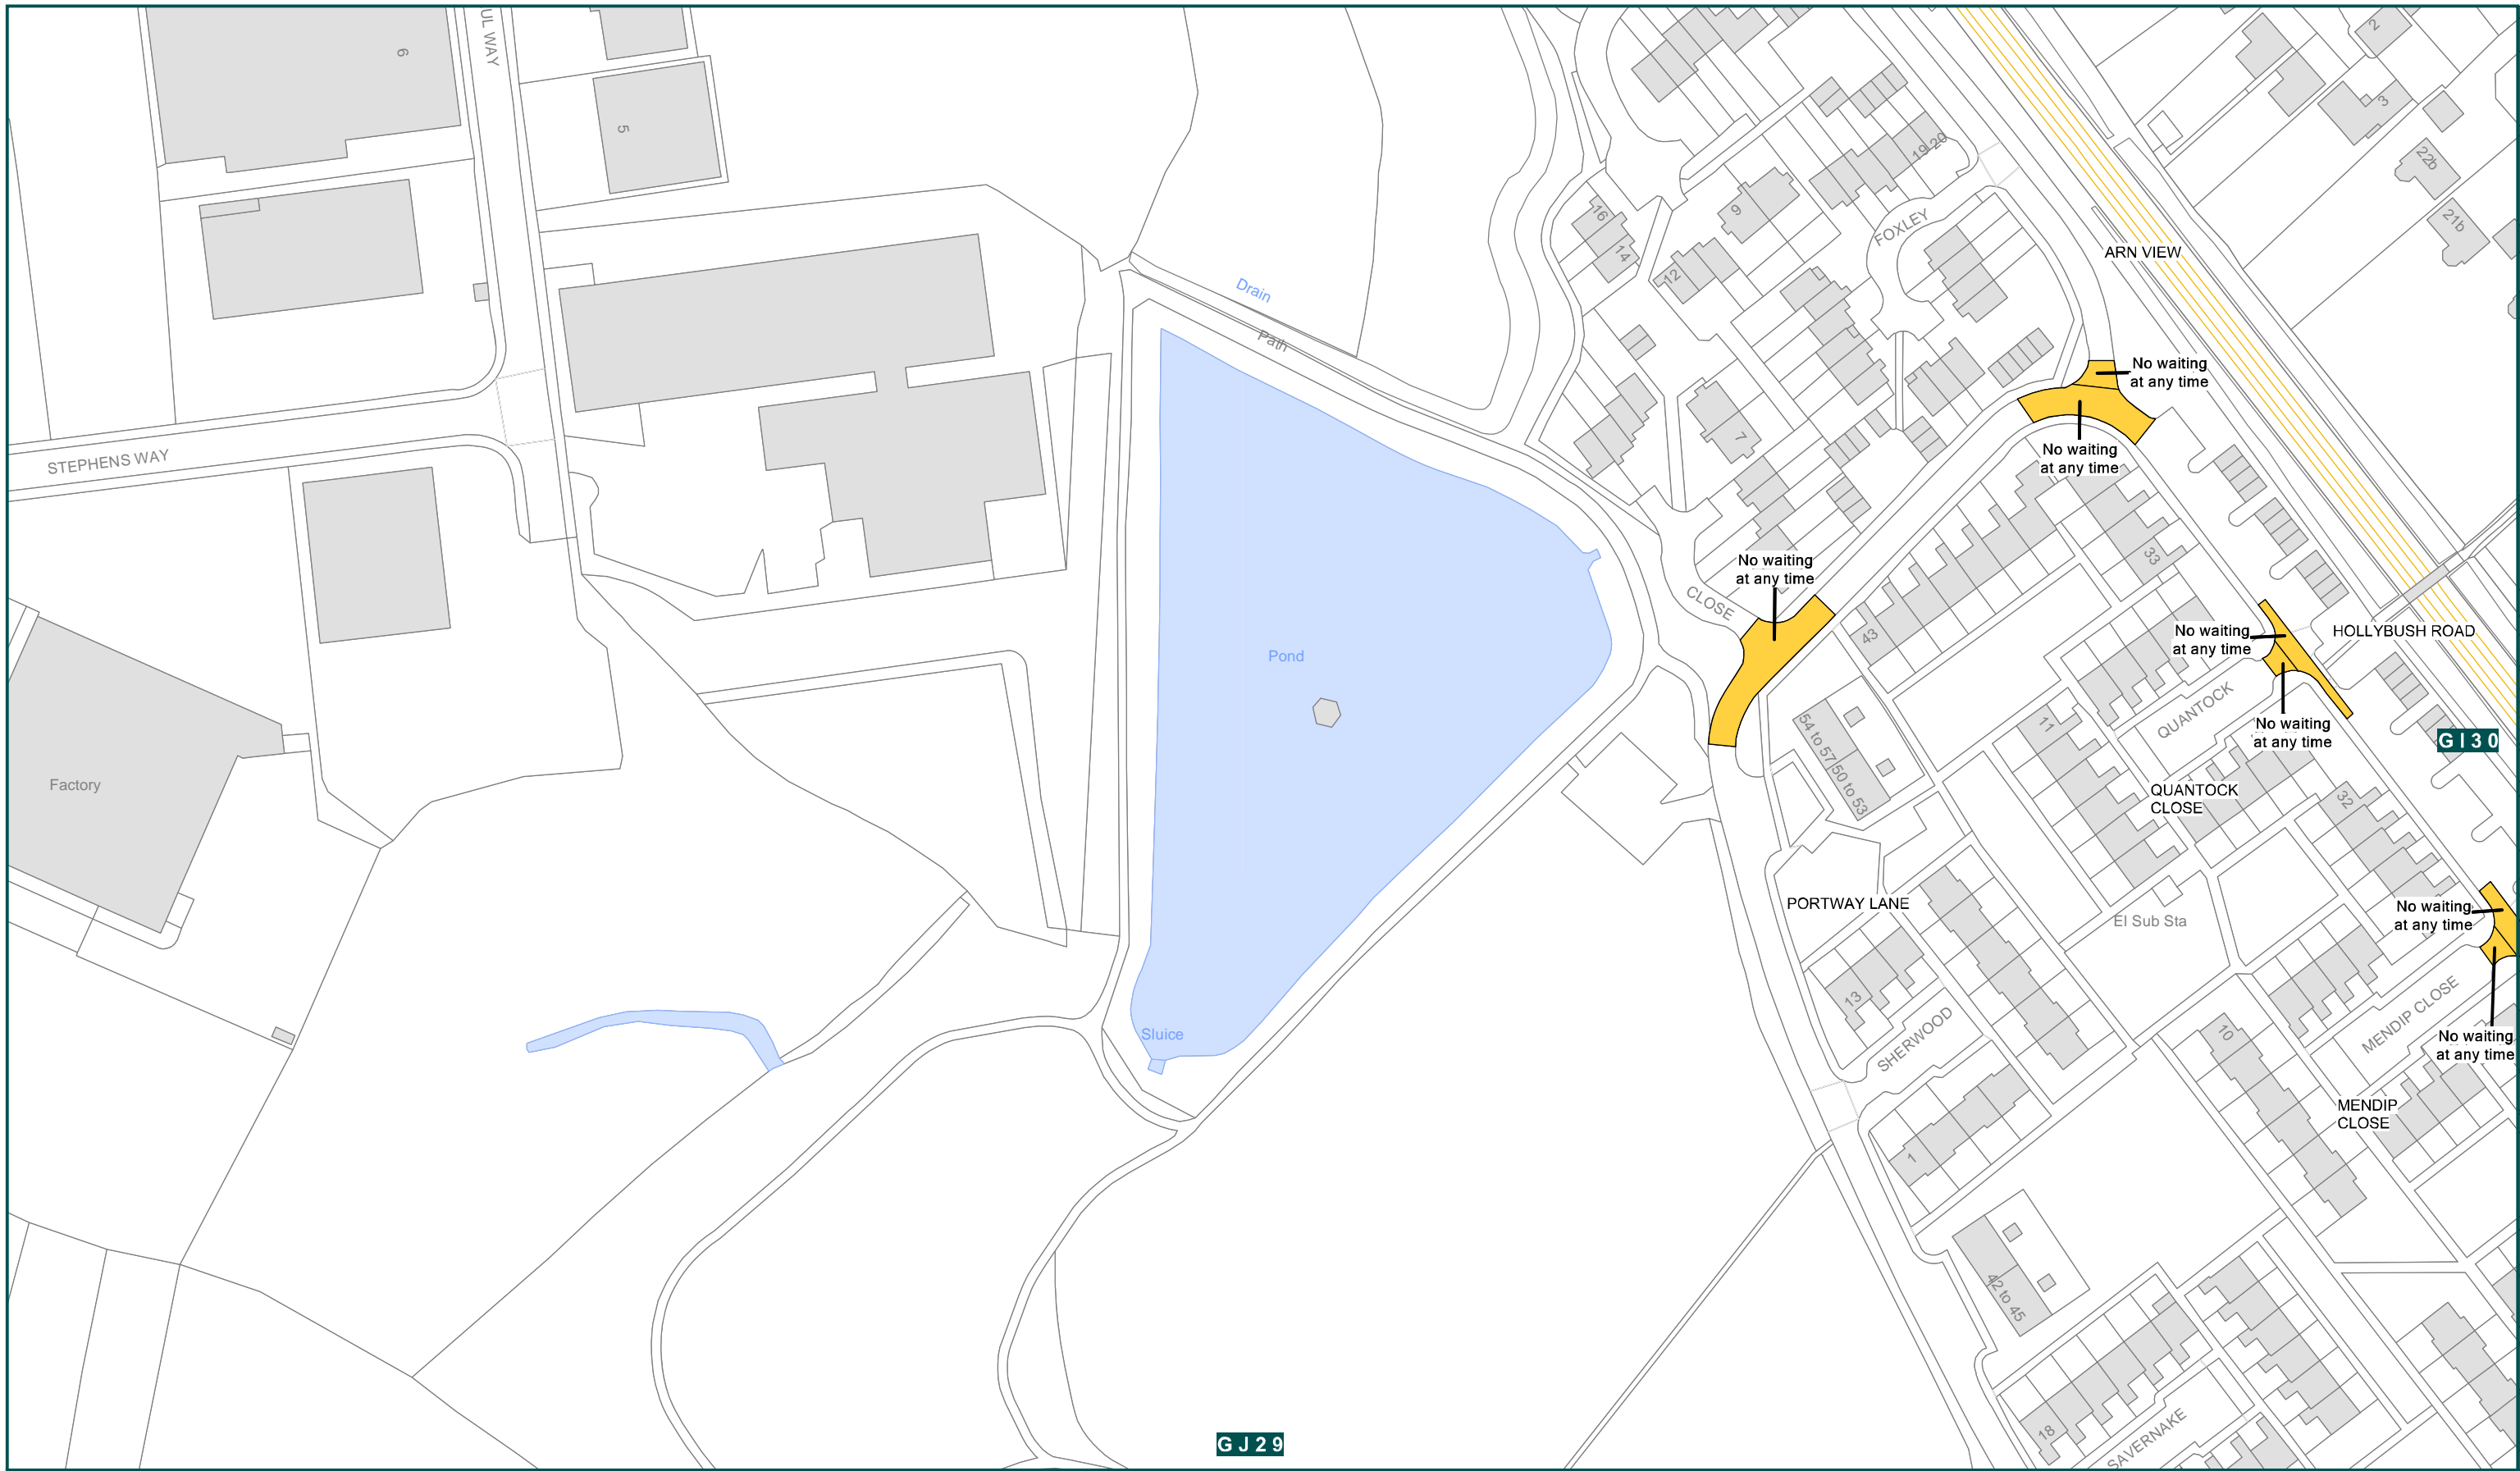 6
UL WAY
5
STEPHENS WAY
Factory
Drain
Path
Pond
Sluice
2
3
22b
21b
19 20
16
14
9
12
FOXLEY
ARN VIEW
7
No waiting
at any time
No waiting
at any time
No waiting
at any time
CLOSE
33
43
No waiting
at any time
HOLLYBUSH ROAD
54 to 57
50 to 53
QUANTOCK
11
No waiting
at any time
GI30
QUANTOCK
CLOSE
32
PORTWAY LANE
El Sub Sta
No waiting
at any time
13
SHERWOOD
10
MENDIP CLOSE
No waiting
at any time
MENDIP
CLOSE
1
42 to 45
18
SAVERNAKE
GJ29